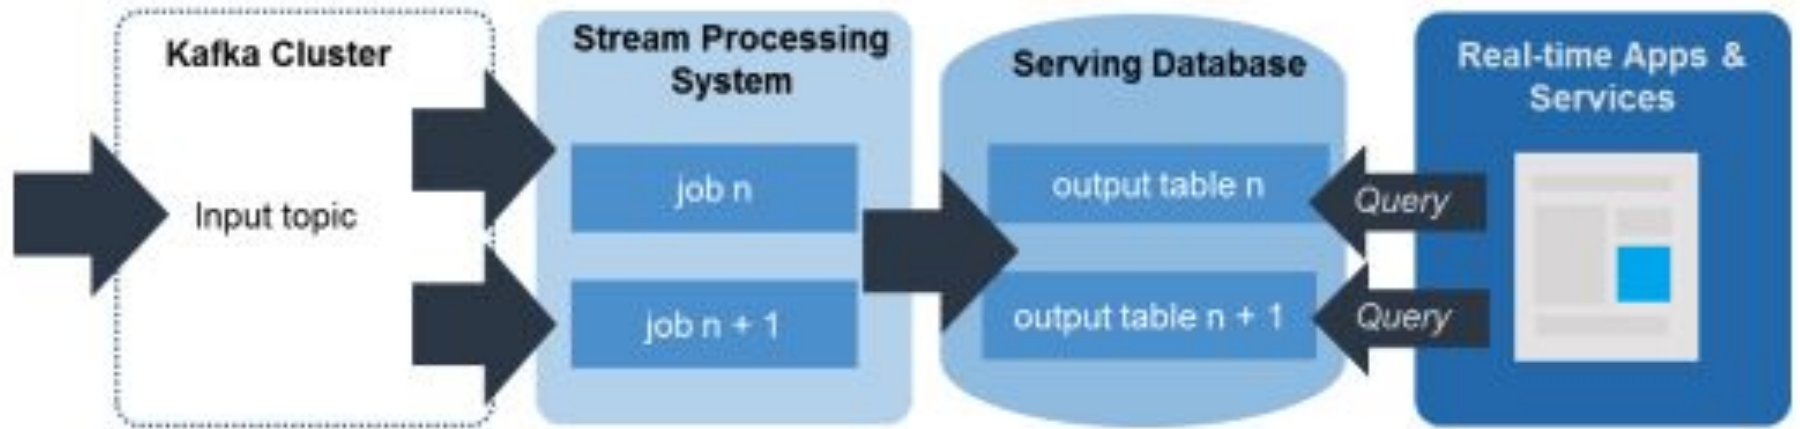 Kafka Cluster
Input topic
Stream Processing
System
job n
job n + 1
Serving Database
output table n
output table n + 1
Query
Query
Real-time Apps &
Services